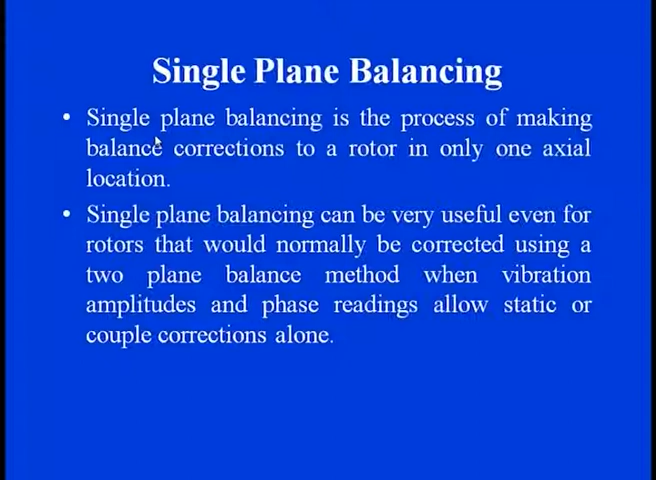 Single Plane Balancing
• Single plane balancing is the process of making
balance corrections to a rotor in only one axial
location.
• Single plane balancing can be very useful even for
rotors that would normally be corrected using a
two plane balance method when vibration
amplitudes and phase readings allow static or
couple corrections alone.